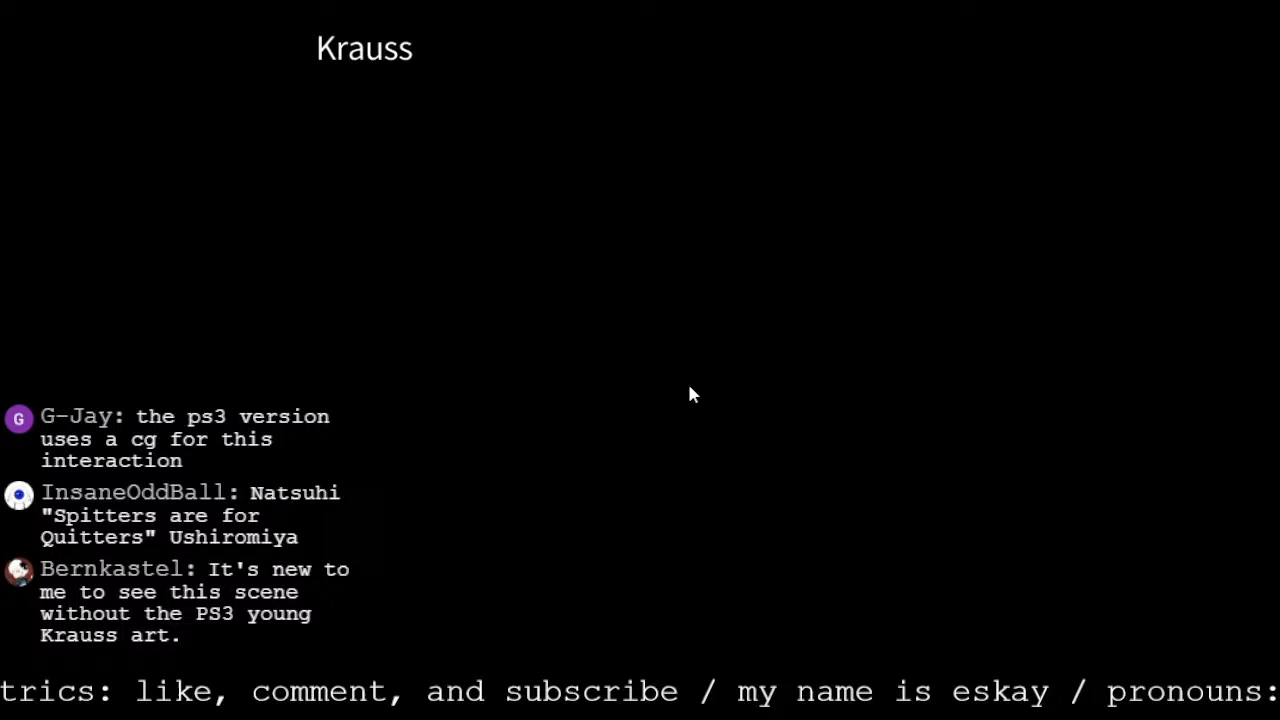 Krauss
G
G-Jay: the ps3 version
uses a cg for this
interaction
InsaneOddBall: Natsuhi
"Spitters are for
Quitters" Ushiromiya
Bernkastel: It's new to
me to see this scene
without the PS3 young
Krauss art.
trics: like, comment, and subscribe / my name is eskay / pronouns: